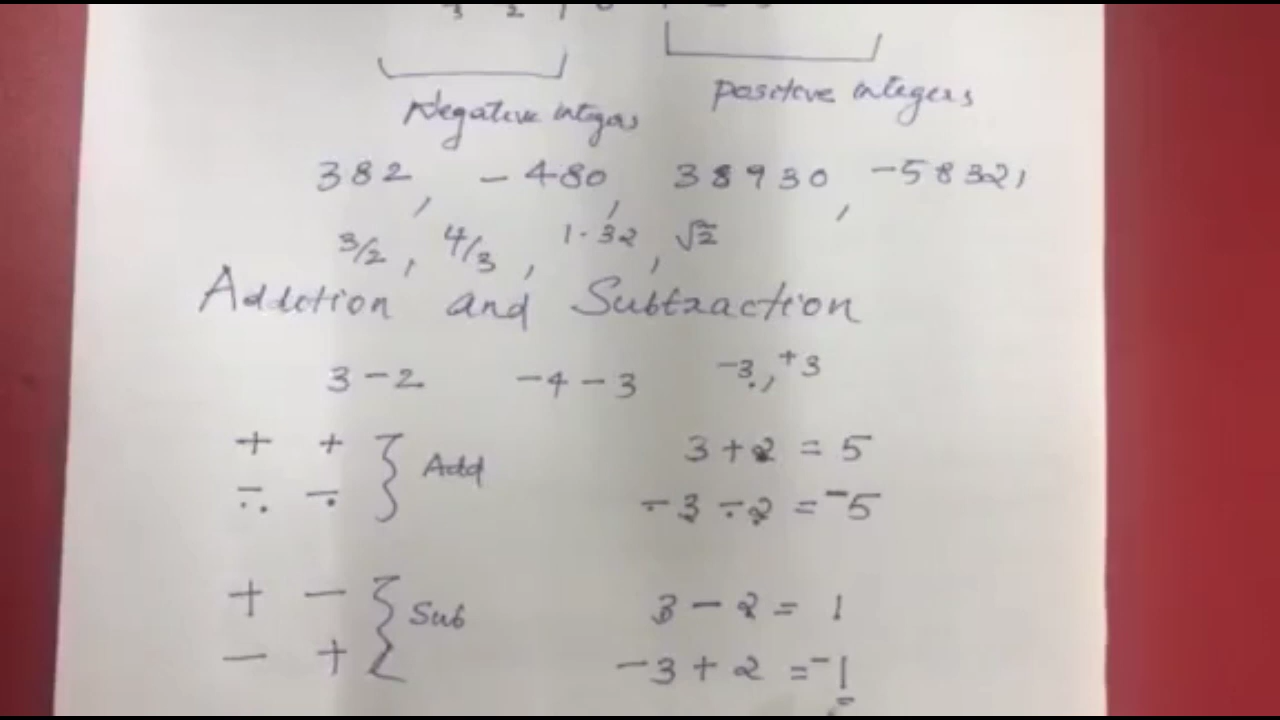 Negative integers positive integers
382, -480, 38930, -58321
3/2, 4/3, 1.32, √2
Addition and Subtraction
3-2 -4-3 -3, +3
+ + } Add 3+2 = 5
- - -3 -2 = -5
+ - } Sub 3-2 = 1
- + -3+2 = -1